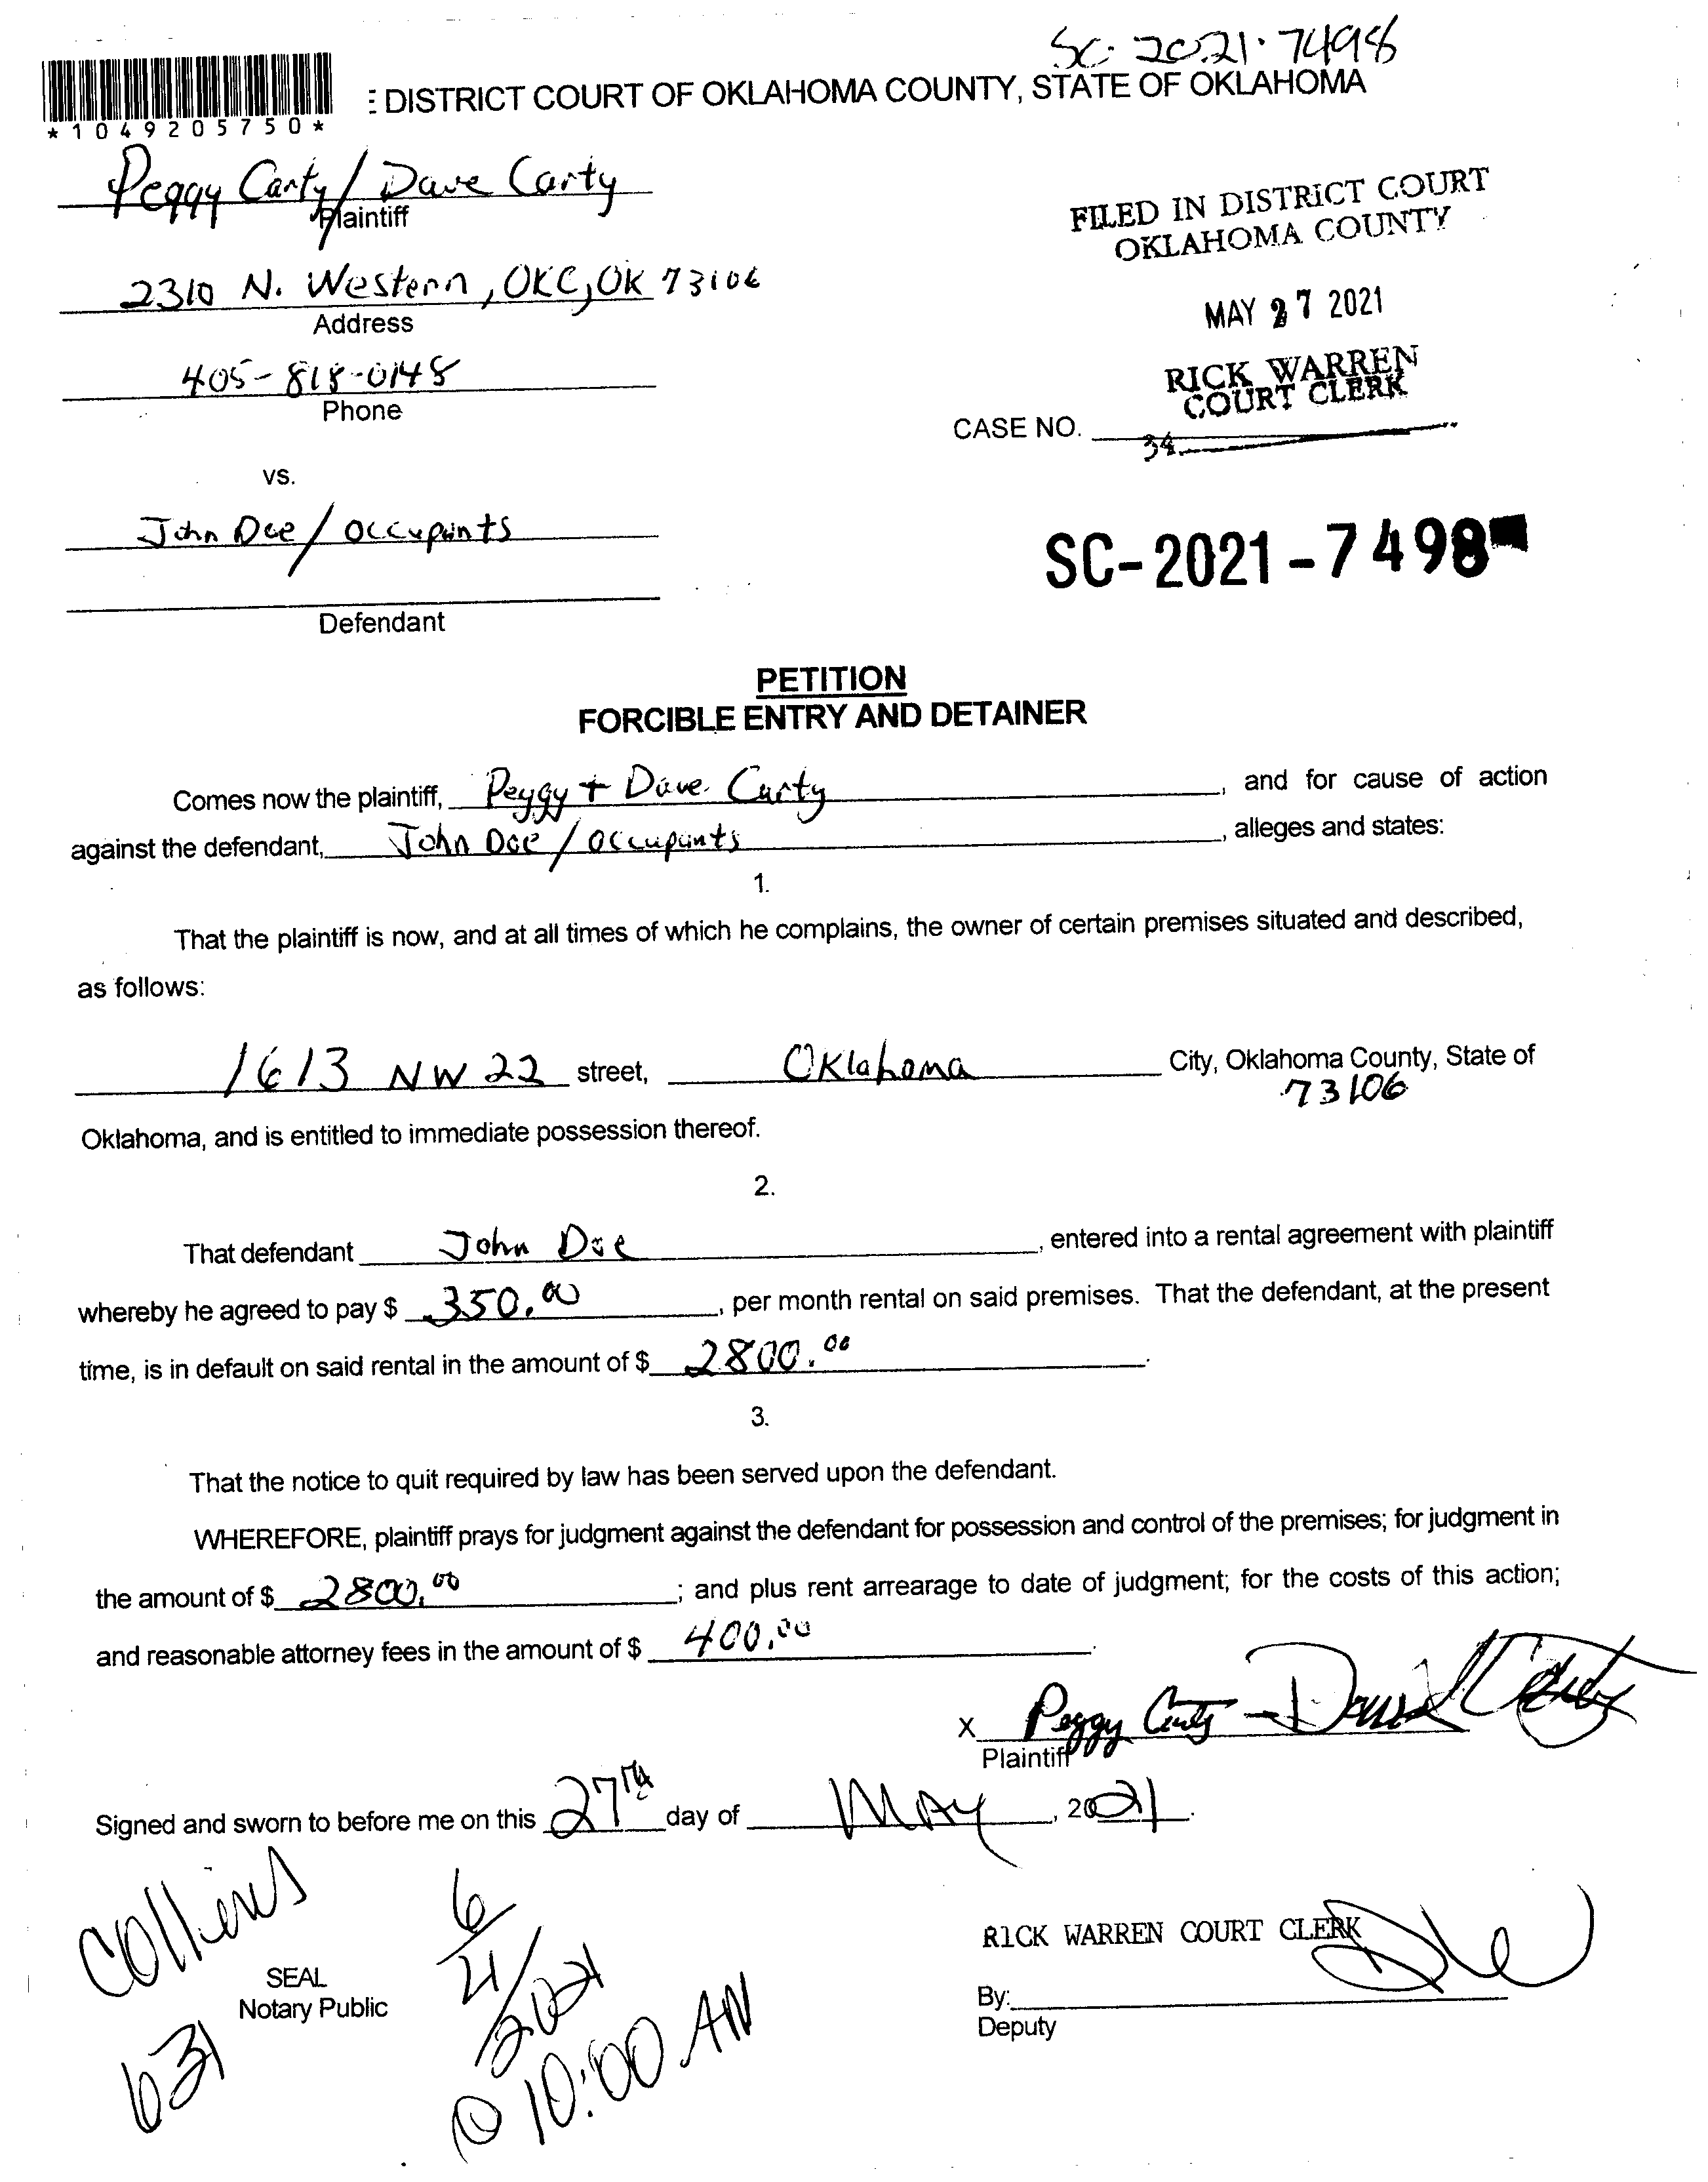 SC-2021-7498
*1049205750*
E DISTRICT COURT OF OKLAHOMA COUNTY, STATE OF OKLAHOMA
Peggy Carty / Dave Carty
Plaintiff
FILED IN DISTRICT COURT
OKLAHOMA COUNTY
2310 N. Western, OKC, OK 73106
Address
MAY 27 2021
405-818-0148
Phone
RICK WARREN
COURT CLERK
CASE NO.
34
vs.
John Doe / Occupants
SC-2021-7498
Defendant
PETITION
FORCIBLE ENTRY AND DETAINER
Comes now the plaintiff, Peggy + Dave Carty, and for cause of action
against the defendant, John Doe / Occupants, alleges and states:
1.
That the plaintiff is now, and at all times of which he complains, the owner of certain premises situated and described,
as follows:
1613 NW 22 street, Oklahoma City, Oklahoma County, State of
73106
Oklahoma, and is entitled to immediate possession thereof.
2.
That defendant John Doe, entered into a rental agreement with plaintiff
whereby he agreed to pay $ 350.00, per month rental on said premises. That the defendant, at the present
time, is in default on said rental in the amount of $ 2800.00.
3.
That the notice to quit required by law has been served upon the defendant.
WHEREFORE, plaintiff prays for judgment against the defendant for possession and control of the premises; for judgment in
the amount of $ 2800.00; and plus rent arrearage to date of judgment; for the costs of this action;
and reasonable attorney fees in the amount of $ 400.00.
X Peggy Carty - David Carty
Plaintiff
Signed and sworn to before me on this 27th day of May, 2021.
Collins
6/21/2021
RICK WARREN COURT CLERK
SEAL
Notary Public
By:
Deputy
631
@ 10:00 AM